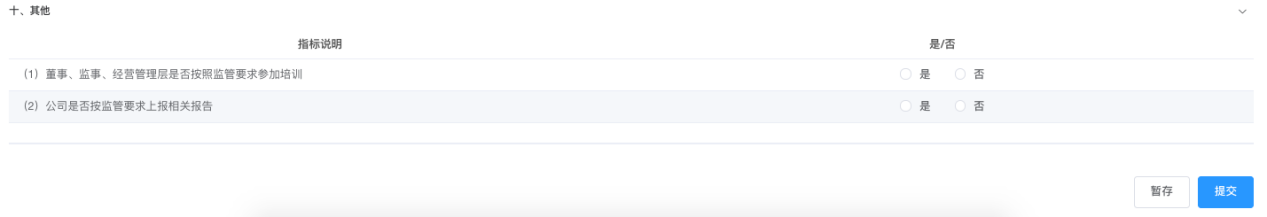 十、其他
指标说明 是/否
(1) 董事、监事、经营管理层是否按照监管要求参加培训 是 否
(2) 公司是否按监管要求上报相关报告 是 否
暂存 提交